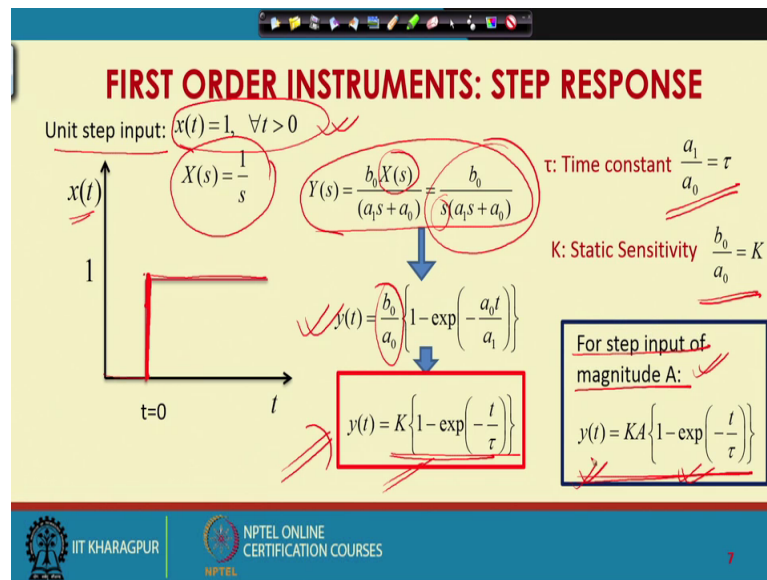 FIRST ORDER INSTRUMENTS: STEP RESPONSE
Unit step input: x(t) = 1, ∀t > 0
X(s) = 1/s
x(t)
1
t=0
t
Y(s) = b₀X(s)/(a₁s + a₀) = b₀/s(a₁s + a₀)
y(t) = b₀/a₀ {1 − exp(− a₀t/a₁)}
y(t) = K{1 − exp(− t/τ)}
τ: Time constant a₁/a₀ = τ
K: Static Sensitivity b₀/a₀ = K
For step input of
magnitude A:
y(t) = KA{1 − exp(− t/τ)}
IIT KHARAGPUR
NPTEL
NPTEL ONLINE
CERTIFICATION COURSES
7